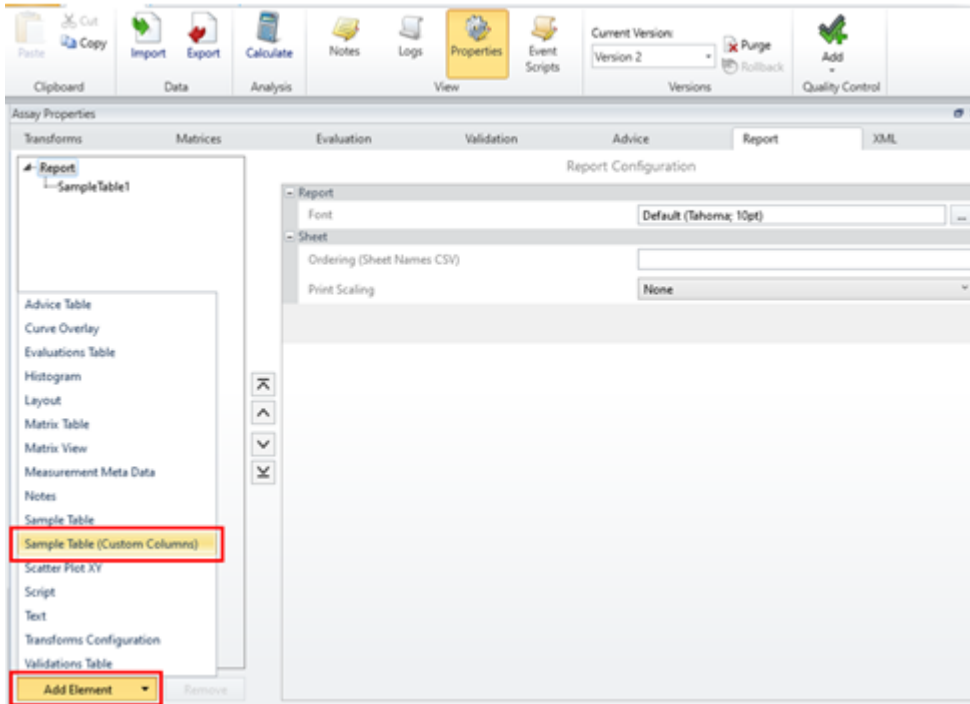 Cut
Copy
Paste
Import
Export
Calculate
Notes
Logs
Properties
Event
Scripts
Current Version:
Version 2
Purge
Rollback
Add
Clipboard
Data
Analysis
View
Versions
Quality Control
Assay Properties
Transforms
Matrices
Evaluation
Validation
Advice
Report
XML
Report
SampleTable1
Report Configuration
Report
Font
Default (Tahoma; 10pt)
...
Sheet
Ordering (Sheet Names CSV)
Print Scaling
None
Advice Table
Curve Overlay
Evaluations Table
Histogram
Layout
Matrix Table
Matrix View
Measurement Meta Data
Notes
Sample Table
Sample Table (Custom Columns)
Scatter Plot XY
Script
Text
Transforms Configuration
Validations Table
Add Element
Remove